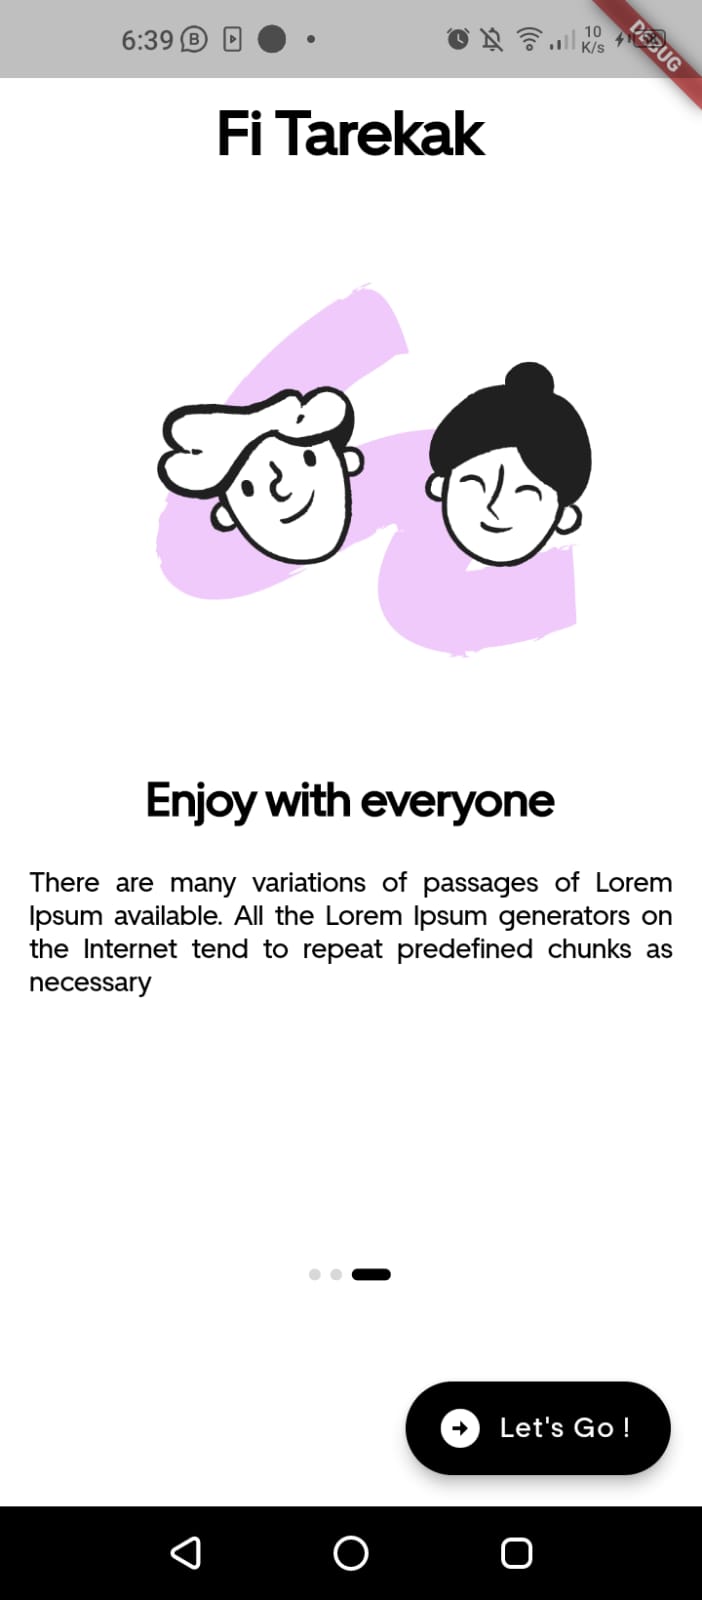 6:39 B 10 K/s DEBUG
Fi Tarekak
Enjoy with everyone
There are many variations of passages of Lorem
Ipsum available. All the Lorem Ipsum generators on
the Internet tend to repeat predefined chunks as
necessary
Let's Go !